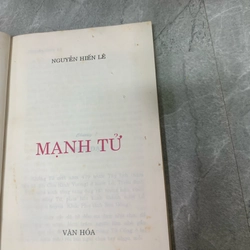 NGUYỄN HIẾN LÊ
MẠNH TỬ
VĂN HÓA